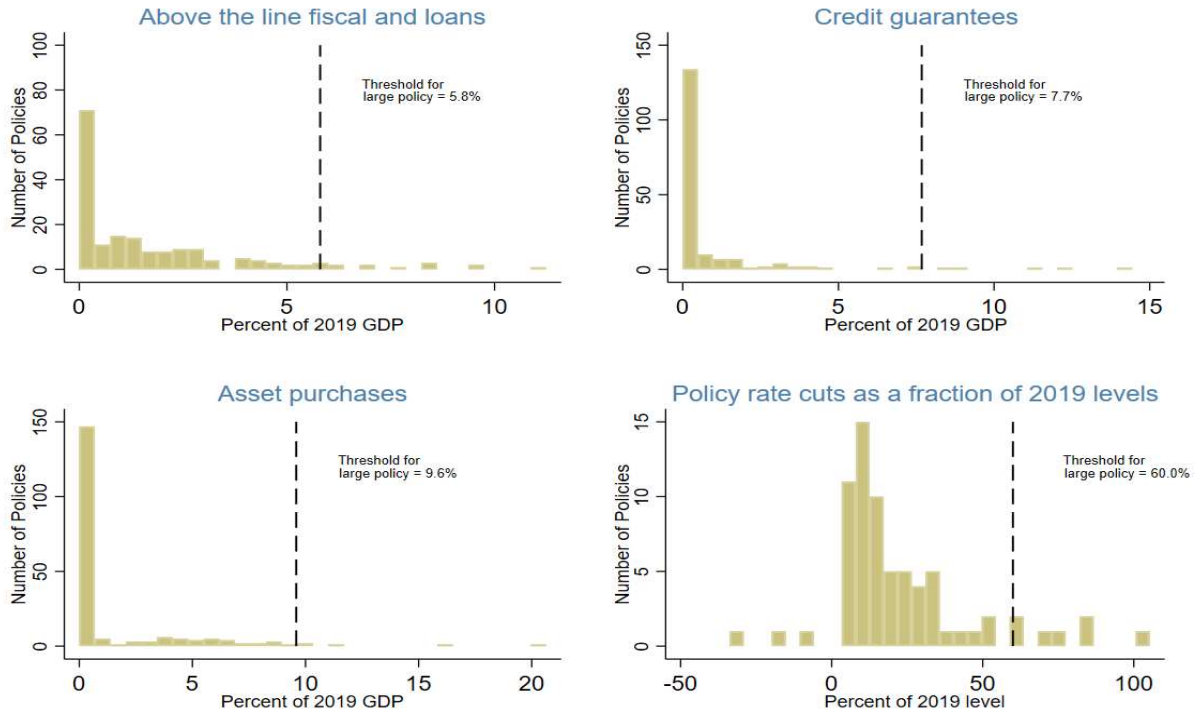 Above the line fiscal and loans
Number of Policies
100
80
60
40
20
0
Threshold for
large policy = 5.8%
0 5 10
Percent of 2019 GDP
Credit guarantees
Number of Policies
150
100
50
0
Threshold for
large policy = 7.7%
0 5 10 15
Percent of 2019 GDP
Asset purchases
Number of Policies
150
100
50
0
Threshold for
large policy = 9.6%
0 5 10 15 20
Percent of 2019 GDP
Policy rate cuts as a fraction of 2019 levels
Number of Policies
15
10
5
0
Threshold for
large policy = 60.0%
-50 0 50 100
Percent of 2019 level